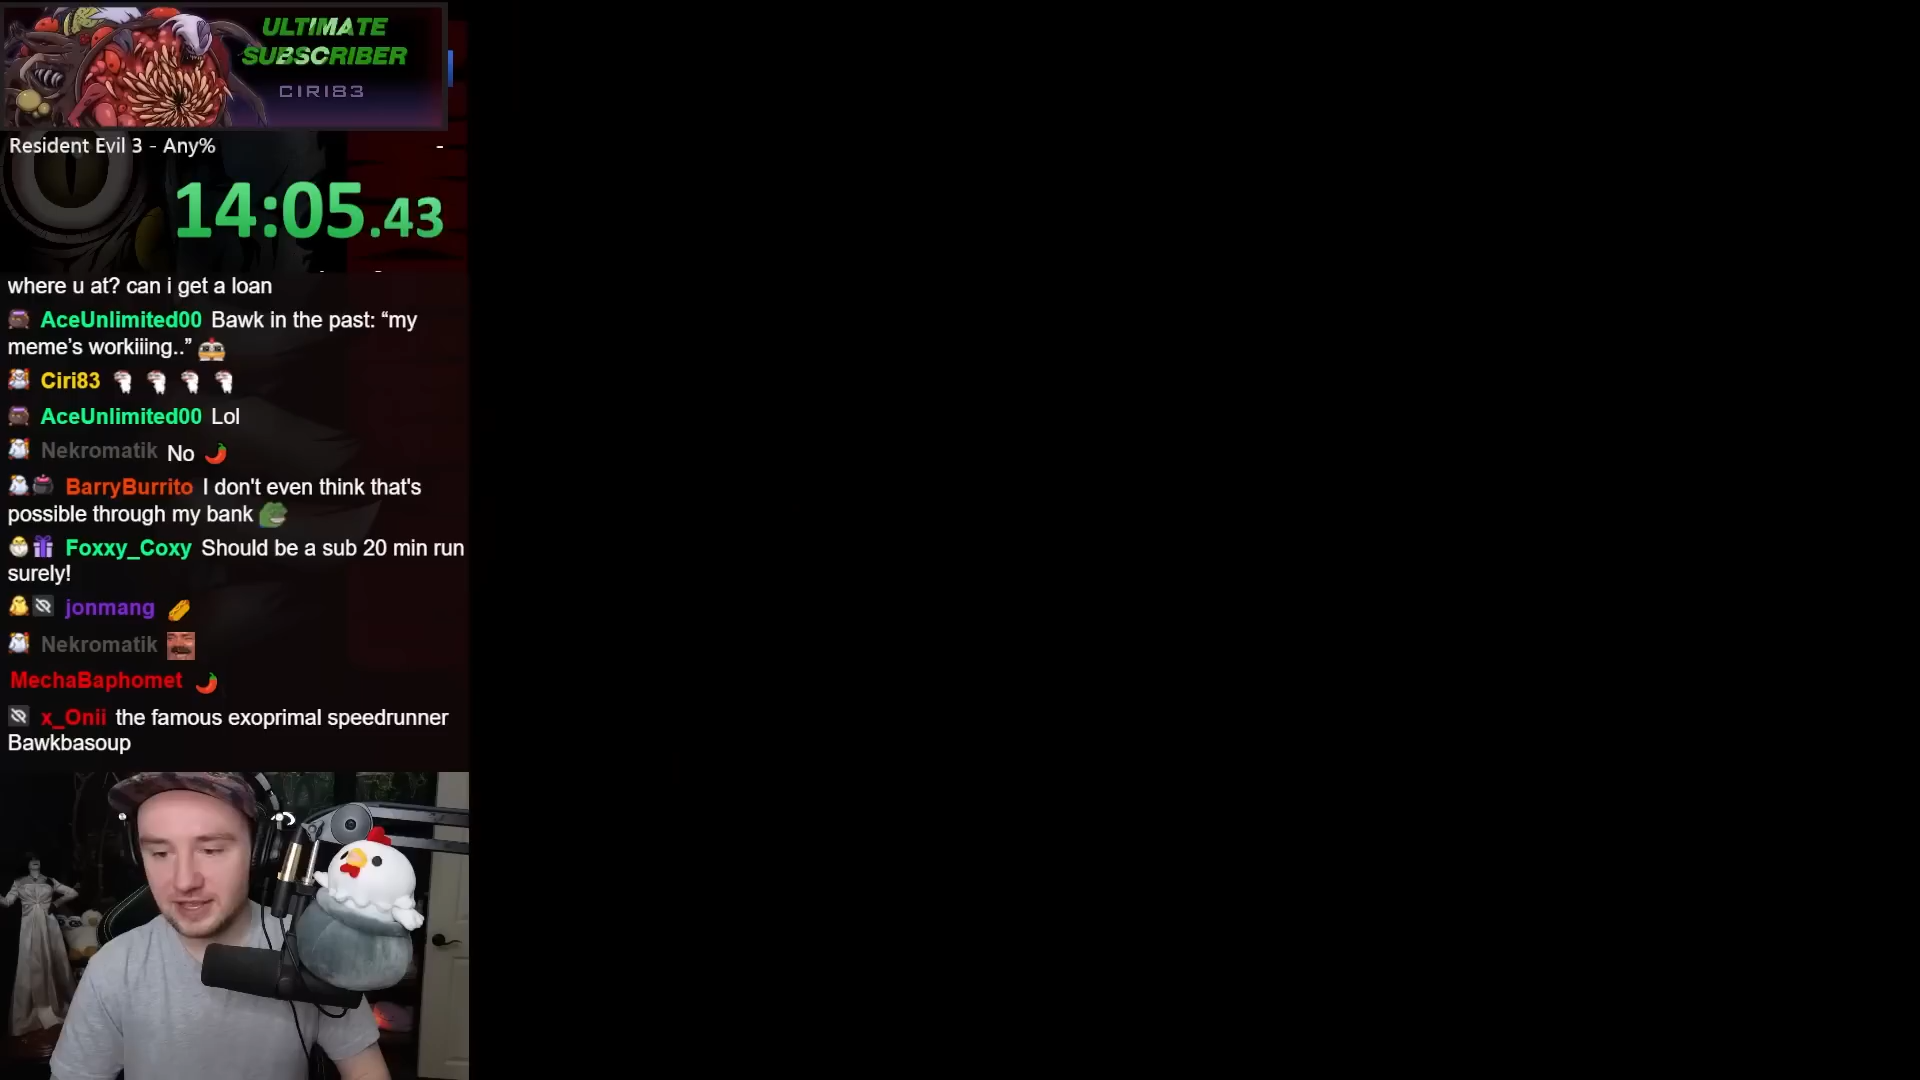 ULTIMATE
SUBSCRIBER
CIRI83
Resident Evil 3 - Any% -
14:05.43
where u at? can i get a loan
AceUnlimited00 Bawk in the past: “my
meme’s workiiing..”
Ciri83
AceUnlimited00 Lol
Nekromatik No
BarryBurrito I don't even think that's
possible through my bank
Foxxy_Coxy Should be a sub 20 min run
surely!
jonmang
Nekromatik
MechaBaphomet
x_Onii the famous exoprimal speedrunner
Bawkbasoup